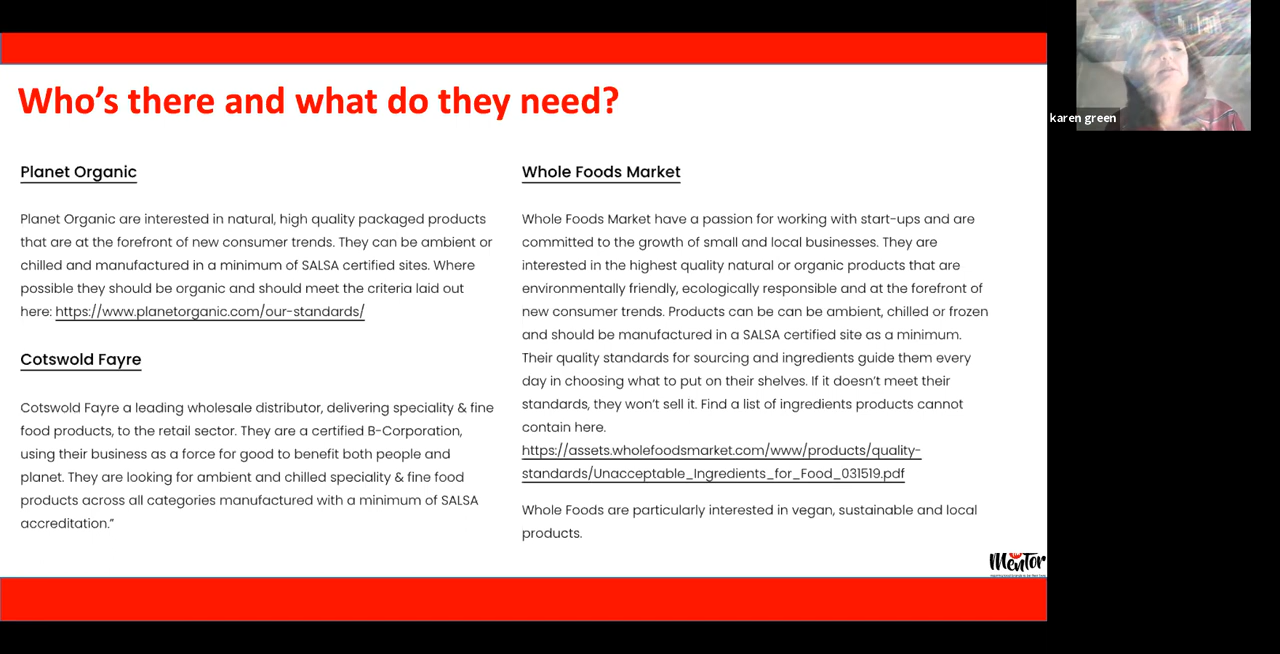 Who's there and what do they need?
Planet Organic
Planet Organic are interested in natural, high quality packaged products
that are at the forefront of new consumer trends. They can be ambient or
chilled and manufactured in a minimum of SALSA certified sites. Where
possible they should be organic and should meet the criteria laid out
here: https://www.planetorganic.com/our-standards/
Cotswold Fayre
Cotswold Fayre a leading wholesale distributor, delivering speciality & fine
food products, to the retail sector. They are a certified B-Corporation,
using their business as a force for good to benefit both people and
planet. They are looking for ambient and chilled speciality & fine food
products across all categories manufactured with a minimum of SALSA
accreditation.”
Whole Foods Market
Whole Foods Market have a passion for working with start-ups and are
committed to the growth of small and local businesses. They are
interested in the highest quality natural or organic products that are
environmentally friendly, ecologically responsible and at the forefront of
new consumer trends. Products can be can be ambient, chilled or frozen
and should be manufactured in a SALSA certified site as a minimum.
Their quality standards for sourcing and ingredients guide them every
day in choosing what to put on their shelves. If it doesn't meet their
standards, they won't sell it. Find a list of ingredients products cannot
contain here.
https://assets.wholefoodsmarket.com/www/products/quality-
standards/Unacceptable_Ingredients_for_Food_031519.pdf
Whole Foods are particularly interested in vegan, sustainable and local
products.
Mentor
karen green